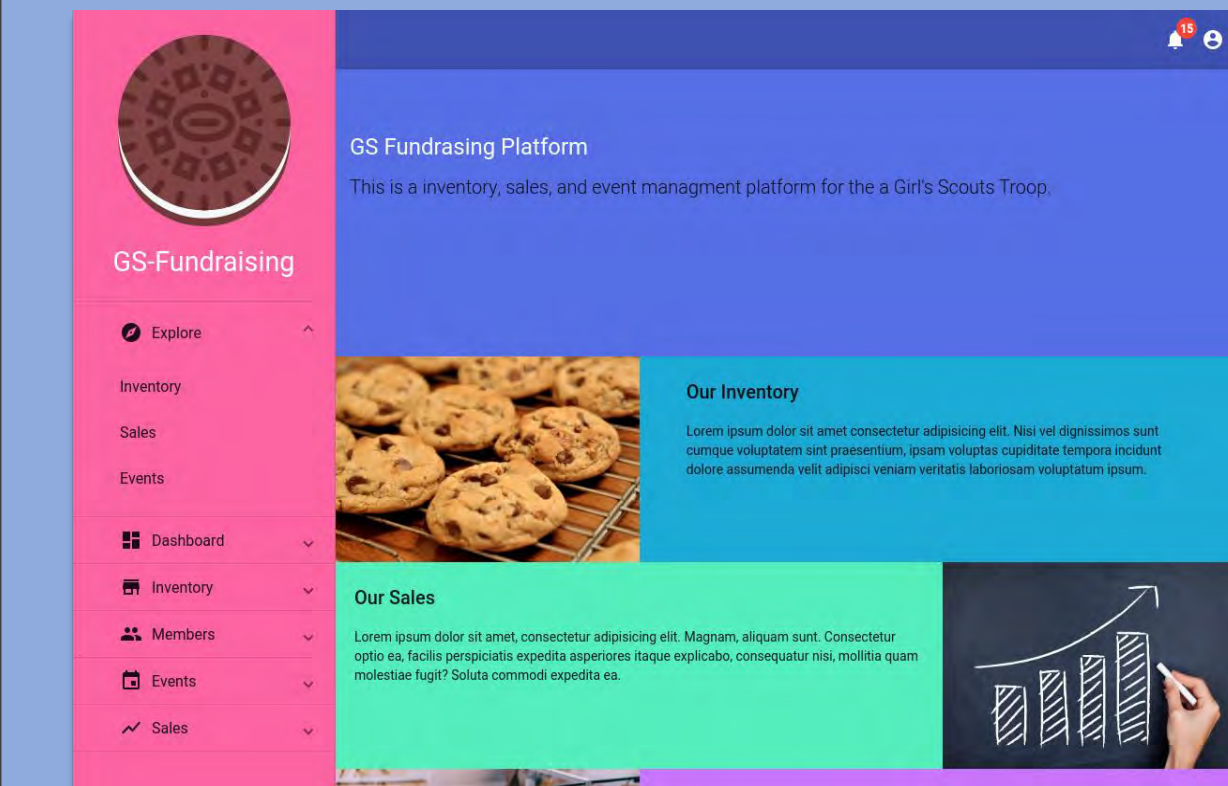 15
GS-Fundraising
Explore
Inventory
Sales
Events
Dashboard
Inventory
Members
Events
Sales
GS Fundrasing Platform
This is a inventory, sales, and event managment platform for the a Girl's Scouts Troop.
Our Inventory
Lorem ipsum dolor sit amet consectetur adipisicing elit. Nisi vel dignissimos sunt
cumque voluptatem sint praesentium, ipsam voluptas cupiditate tempora incidunt
dolore assumenda velit adipisci veniam veritatis laboriosam voluptatum ipsum.
Our Sales
Lorem ipsum dolor sit amet, consectetur adipisicing elit. Magnam, aliquam sunt. Consectetur
optio ea, facilis perspiciatis expedita asperiores itaque explicabo, consequatur nisi, mollitia quam
molestiae fugit? Soluta commodi expedita ea.